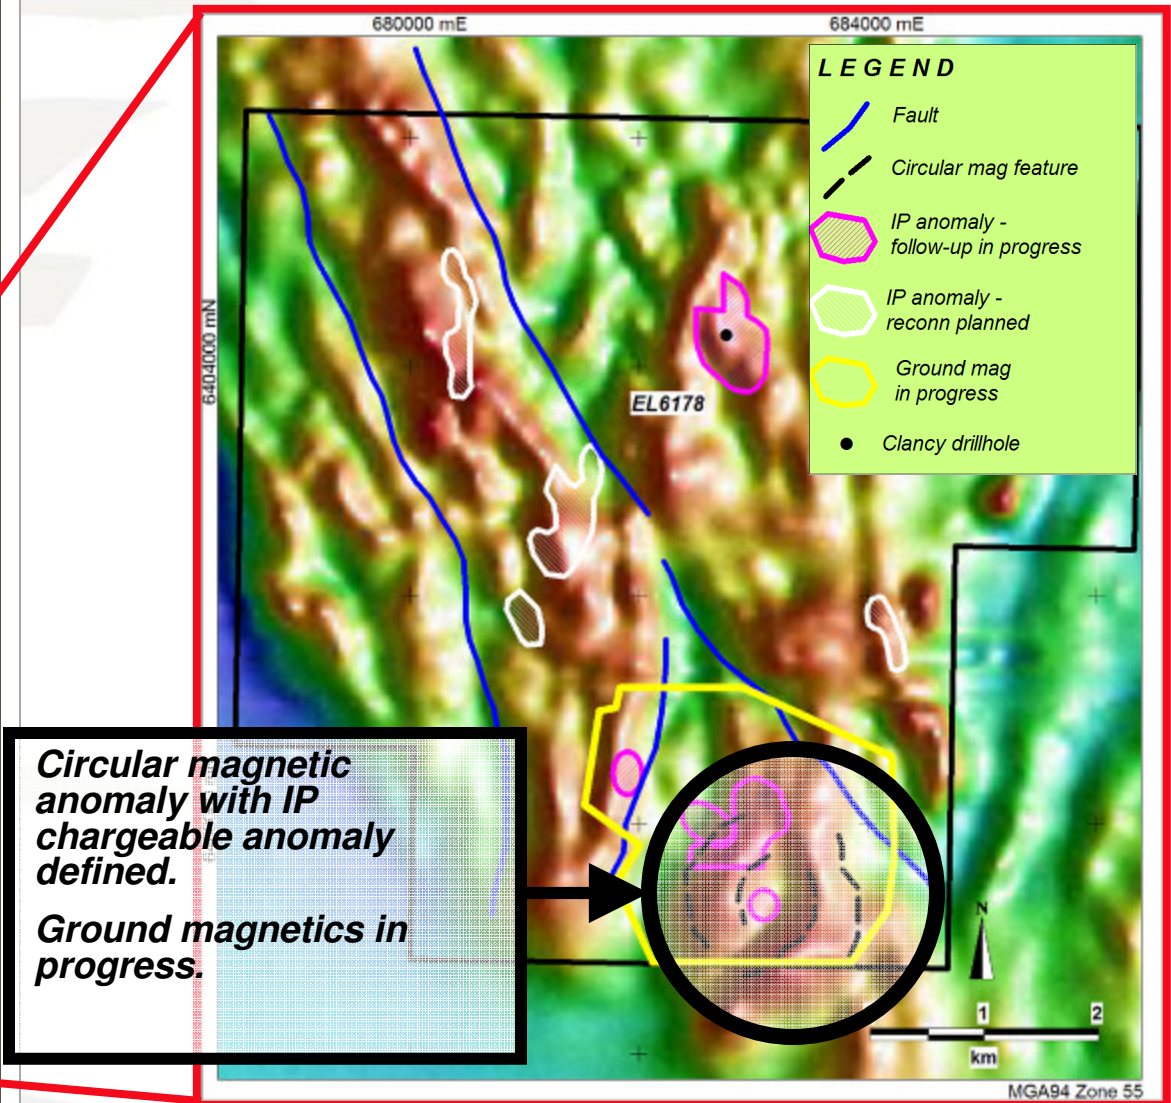 680000 mE
684000 mE
LEGEND
Fault
Circular mag feature
IP anomaly -
follow-up in progress
IP anomaly -
reconn planned
Ground mag
in progress
Clancy drillhole
6404000 mN
EL6178
Circular magnetic
anomaly with IP
chargeable anomaly
defined.
Ground magnetics in
progress.
N
1
2
km
MGA94 Zone 55